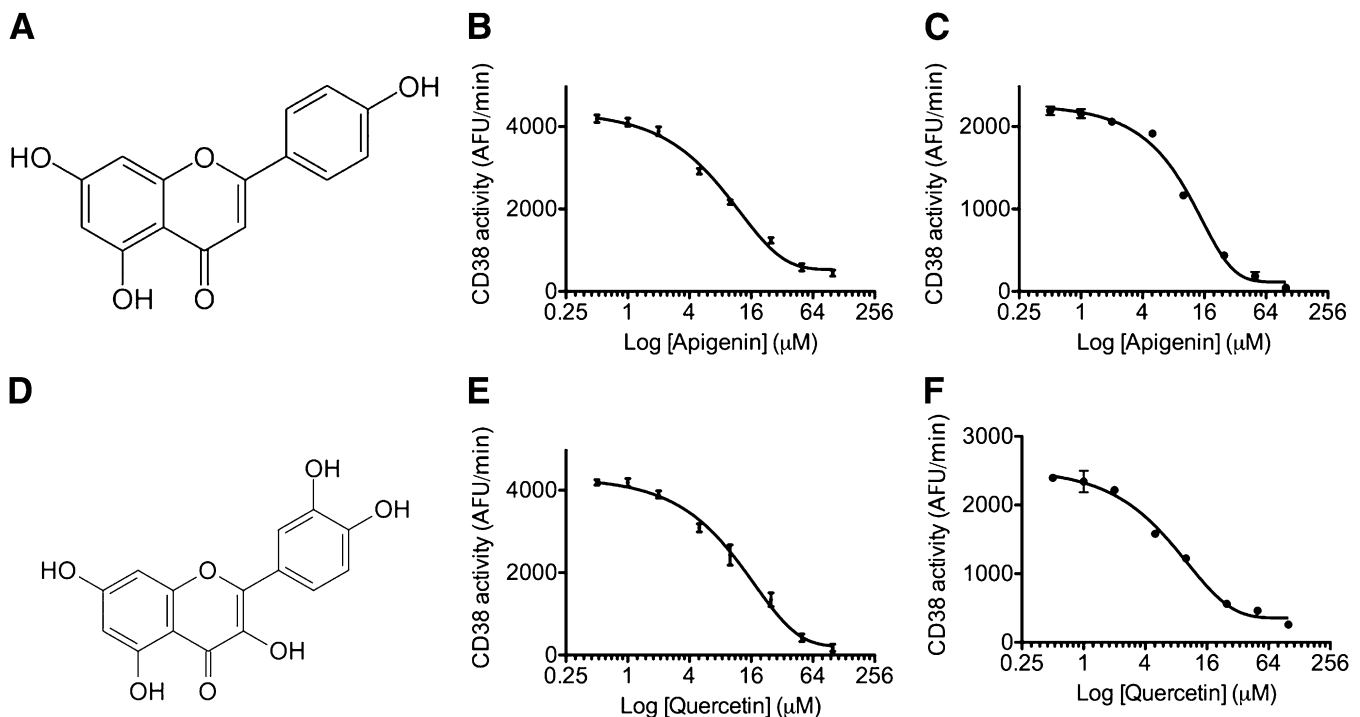 A
OH
HO
O
OH
O
B
CD38 activity (AFU/min)
4000
2000
0
0.25 1 4 16 64 256
Log [Apigenin] (μM)
C
CD38 activity (AFU/min)
2000
1000
0
0.25 1 4 16 64 256
Log [Apigenin] (μM)
D
OH
OH
HO
O
OH
OH
O
E
CD38 activity (AFU/min)
4000
2000
0
0.25 1 4 16 64 256
Log [Quercetin] (μM)
F
CD38 activity (AFU/min)
3000
2000
1000
0
0.25 1 4 16 64 256
Log [Quercetin] (μM)